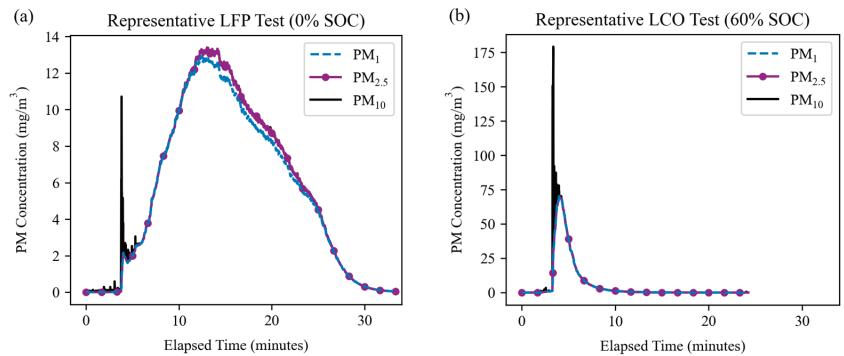 (a)
Representative LFP Test (0% SOC)
PM Concentration (mg/m³)
14
12
10
8
6
4
2
0
PM₁
PM₂.₅
PM₁₀
0
10
20
30
Elapsed Time (minutes)
(b)
Representative LCO Test (60% SOC)
PM Concentration (mg/m³)
175
150
125
100
75
50
25
0
PM₁
PM₂.₅
PM₁₀
0
10
20
30
Elapsed Time (minutes)